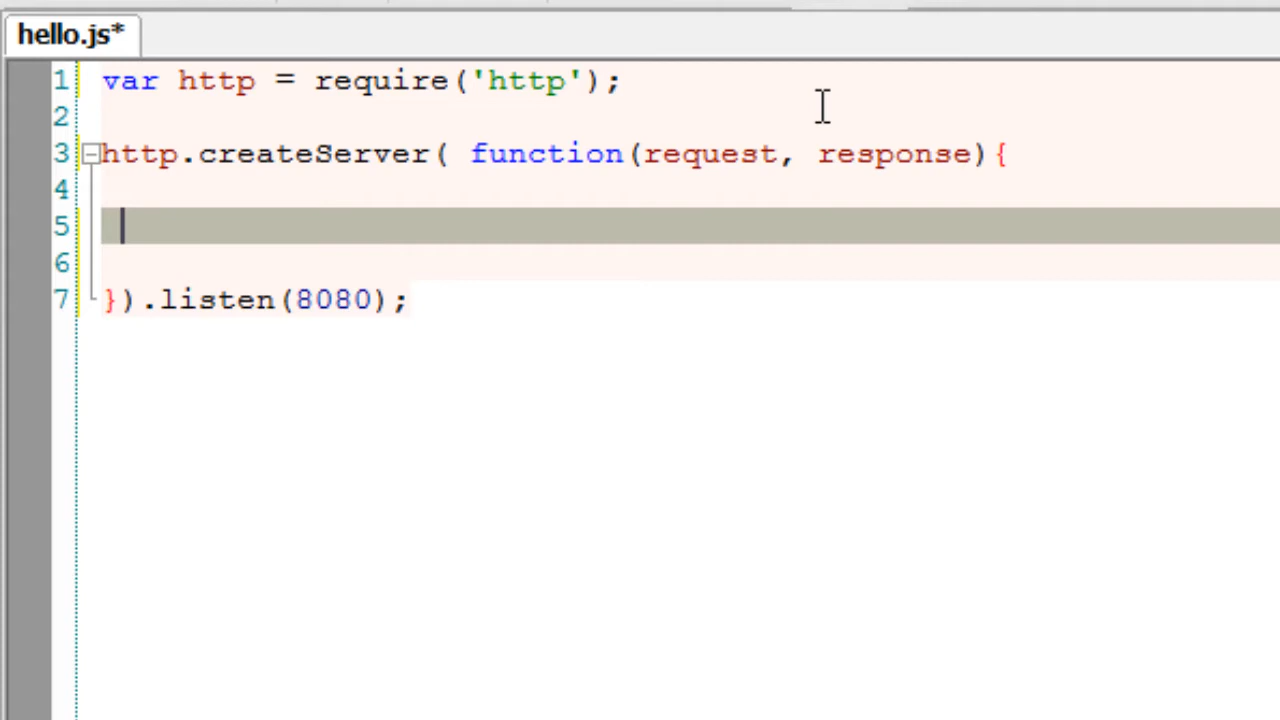 hello.js*
1 var http = require('http');
2
3 http.createServer( function(request, response){
4
5
6
7 }).listen(8080);